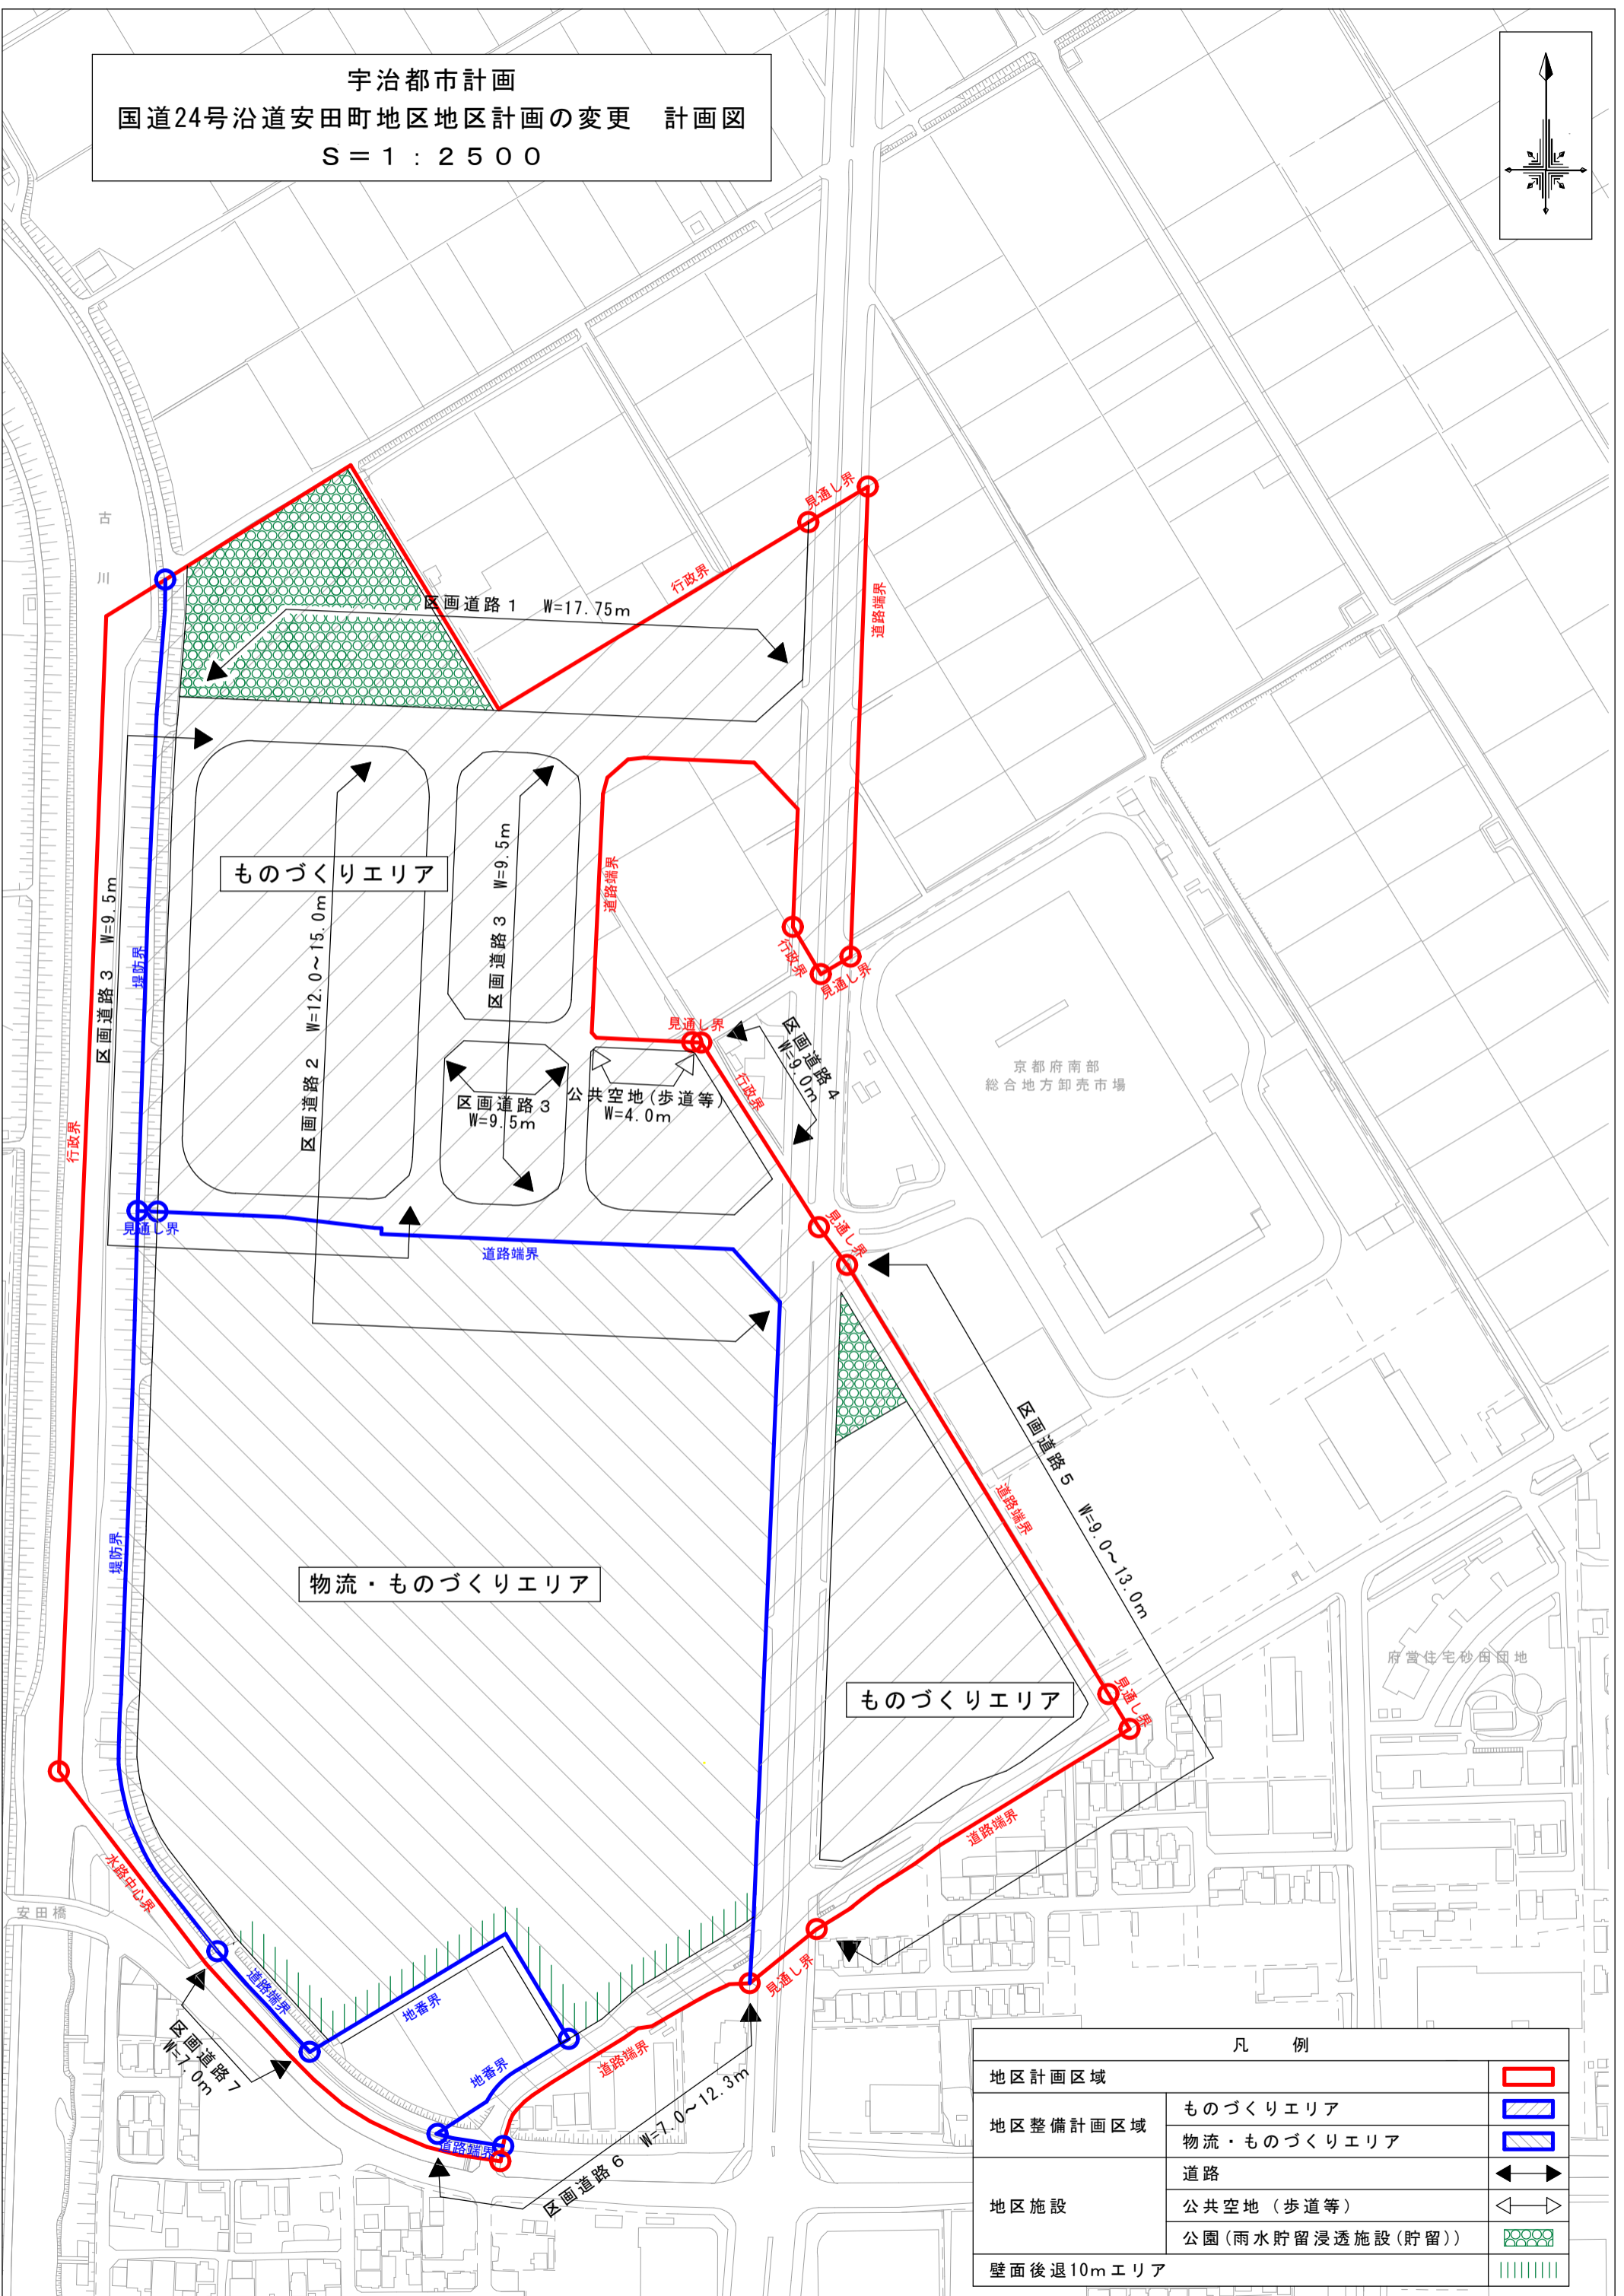 宇治都市計画
国道24号沿道安田町地区地区計画の変更　計画図
S＝1：2500
古
川
見通し界
行政界
道路端界
区画道路1　W=17.75m
ものづくりエリア
区画道路3　W=9.5m
堤防界
区画道路2　W=12.0～15.0m
区画道路3　W=9.5m
道路端界
行政界
見通し界
見通し界
区画道路4
W=9.0m
行政界
京都府南部
総合地方卸売市場
区画道路3
W=9.5m
公共空地(歩道等)
W=4.0m
行政界
見通し界
見通し界
道路端界
区画道路5　W=9.0～13.0m
道路端界
堤防界
物流・ものづくりエリア
府営住宅砂田団地
ものづくりエリア
見通し界
道路端界
水路中心界
安田橋
道路端界
見通し界
地番界
区画道路7
W=7.0m
地番界
道路端界
道路端界
区画道路6　W=7.0～12.3m
凡　例
地区計画区域
地区整備計画区域
ものづくりエリア
物流・ものづくりエリア
地区施設
道路
公共空地（歩道等）
公園(雨水貯留浸透施設(貯留))
壁面後退10mエリア